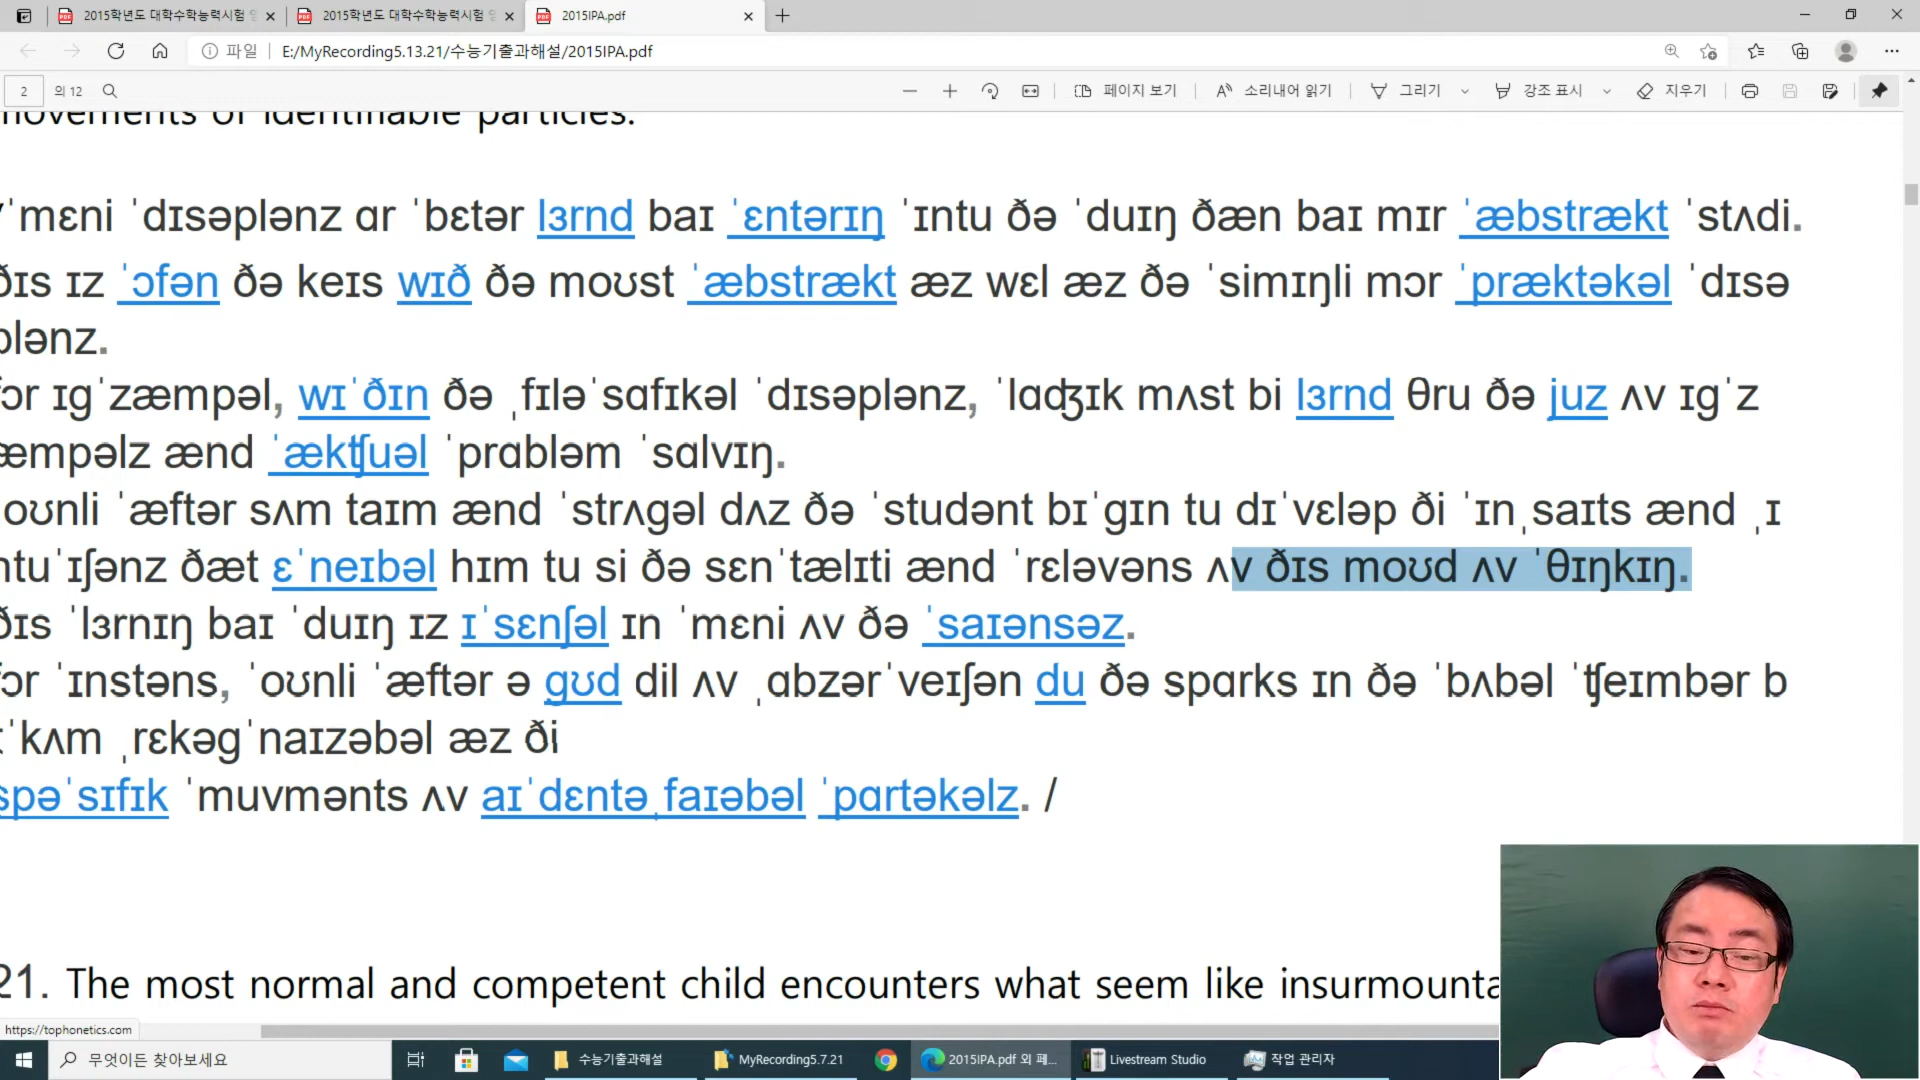 2015학년도 대학수학능력시험
2015학년도 대학수학능력시험
2015IPA.pdf
파일
E:/MyRecording5.13.21/수능기출과해설/2015IPA.pdf
2 의 12
페이지 보기
소리내어 읽기
그리기
강조 표시
지우기
movements of identifiable particles.
ˈmɛni ˈdɪsəplənz ɑr ˈbɛtər lɜrnd baɪ ˈɛntərɪŋ ˈɪntu ðə ˈduɪŋ ðæn baɪ mɪr ˈæbstrækt ˈstʌdi.
ðɪs ɪz ˈɔfən ðə keɪs wɪð ðə moʊst ˈæbstrækt æz wɛl æz ðə ˈsimɪŋli mɔr ˈpræktəkəl ˈdɪsə
plənz.
fɔr ɪgˈzæmpəl, wɪˈðɪn ðə ˌfɪləˈsɑfɪkəl ˈdɪsəplənz, ˈlɑʤɪk mʌst bi lɜrnd θru ðə juz ʌv ɪgˈz
æmpəlz ænd ˈækʧuəl ˈprɑbləm ˈsɑlvɪŋ.
oʊnli ˈæftər sʌm taɪm ænd ˈstrʌgəl dʌz ðə ˈstudənt bɪˈgɪn tu dɪˈvɛləp ði ˈɪnˌsaɪts ænd ˌɪ
ntuˈɪʃənz ðæt ɛˈneɪbəl hɪm tu si ðə sɛnˈtælɪti ænd ˈrɛləvəns ʌv ðɪs moʊd ʌv ˈθɪŋkɪŋ.
ðɪs ˈlɜrnɪŋ baɪ ˈduɪŋ ɪz ɪˈsɛnʃəl ɪn ˈmɛni ʌv ðə ˈsaɪənsəz.
fɔr ˈɪnstəns, ˈoʊnli ˈæftər ə gʊd dil ʌv ˌɑbzərˈveɪʃən du ðə spɑrks ɪn ðə ˈbʌbəl ˈʧeɪmbər b
ɪˈkʌm ˌrɛkəgˈnaɪzəbəl æz ði
spəˈsɪfɪk ˈmuvmənts ʌv aɪˈdɛntəˌfaɪəbəl ˈpɑrtəkəlz. /
21. The most normal and competent child encounters what seem like insurmounta
https://tophonetics.com
무엇이든 찾아보세요
수능기출과해설
MyRecording5.7.21
2015IPA.pdf 외 페...
Livestream Studio
작업 관리자